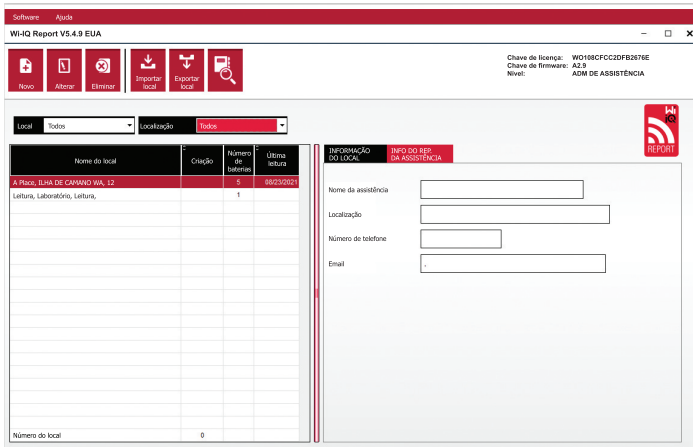 Software Ajuda
Wi-IQ Report V5.4.9 EUA
Novo
Alterar
Eliminar
Importar
local
Exportar
local
Chave de licença: WO108CFCC2DFB2676E
Chave de firmware: A2.9
Nível: ADM DE ASSISTÊNCIA
Wi
iQ
REPORT
Local Todos Localização Todos
Nome do local
Criação
Número
de
baterias
Última
leitura
A Place, ILHA DE CAMANO WA, 12 5 08/23/2021
Leitura, Laboratório, Leitura, 1
Número do local 0
INFORMAÇÃO
DO LOCAL
INFO DO REP.
DA ASSISTÊNCIA
Nome da assistência
Localização
Número de telefone
Email ,